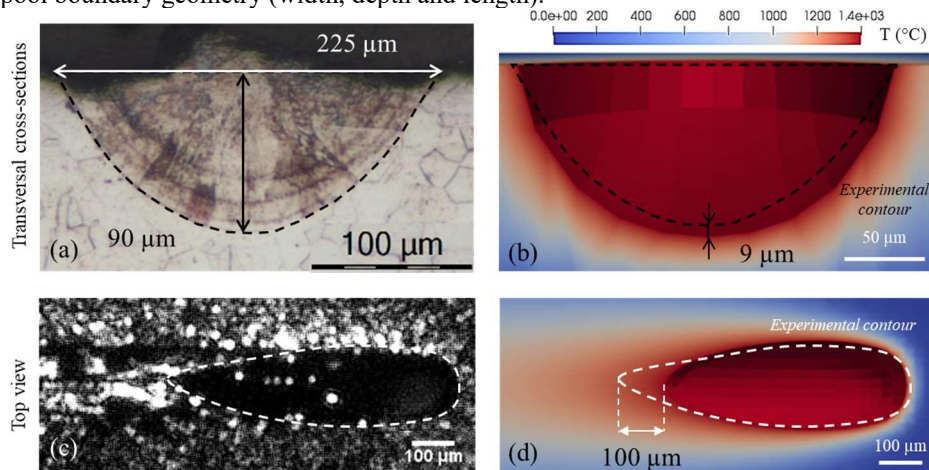 pool boundary geometry (width, depth and length).
225 µm
90 µm
100 µm
(a)
Transversal cross-sections
0.0e+00 200 400 600 800 1000 1200 1.4e+03
T (°C)
Experimental
contour
50 µm
9 µm
(b)
Top view
(c)
100 µm
Experimental contour
100 µm
(d)
100 µm